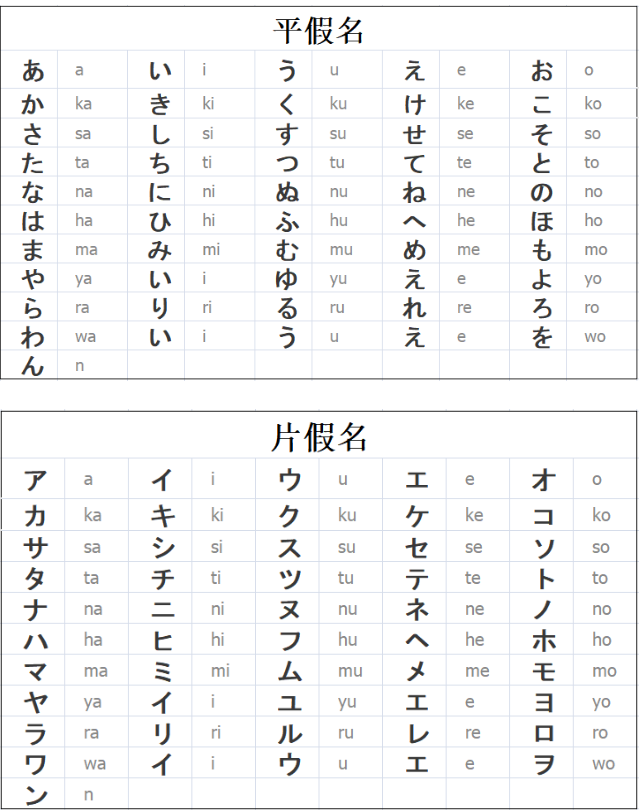 平假名
あ a い i う u え e お o
か ka き ki く ku け ke こ ko
さ sa し si す su せ se そ so
た ta ち ti つ tu て te と to
な na に ni ぬ nu ね ne の no
は ha ひ hi ふ hu へ he ほ ho
ま ma み mi む mu め me も mo
や ya い i ゆ yu え e よ yo
ら ra り ri る ru れ re ろ ro
わ wa い i う u え e を wo
ん n
片假名
ア a イ i ウ u エ e オ o
カ ka キ ki ク ku ケ ke コ ko
サ sa シ si ス su セ se ソ so
タ ta チ ti ツ tu テ te ト to
ナ na ニ ni ヌ nu ネ ne ノ no
ハ ha ヒ hi フ hu ヘ he ホ ho
マ ma ミ mi ム mu メ me モ mo
ヤ ya イ i ユ yu エ e ヨ yo
ラ ra リ ri ル ru レ re ロ ro
ワ wa イ i ウ u エ e ヲ wo
ン n